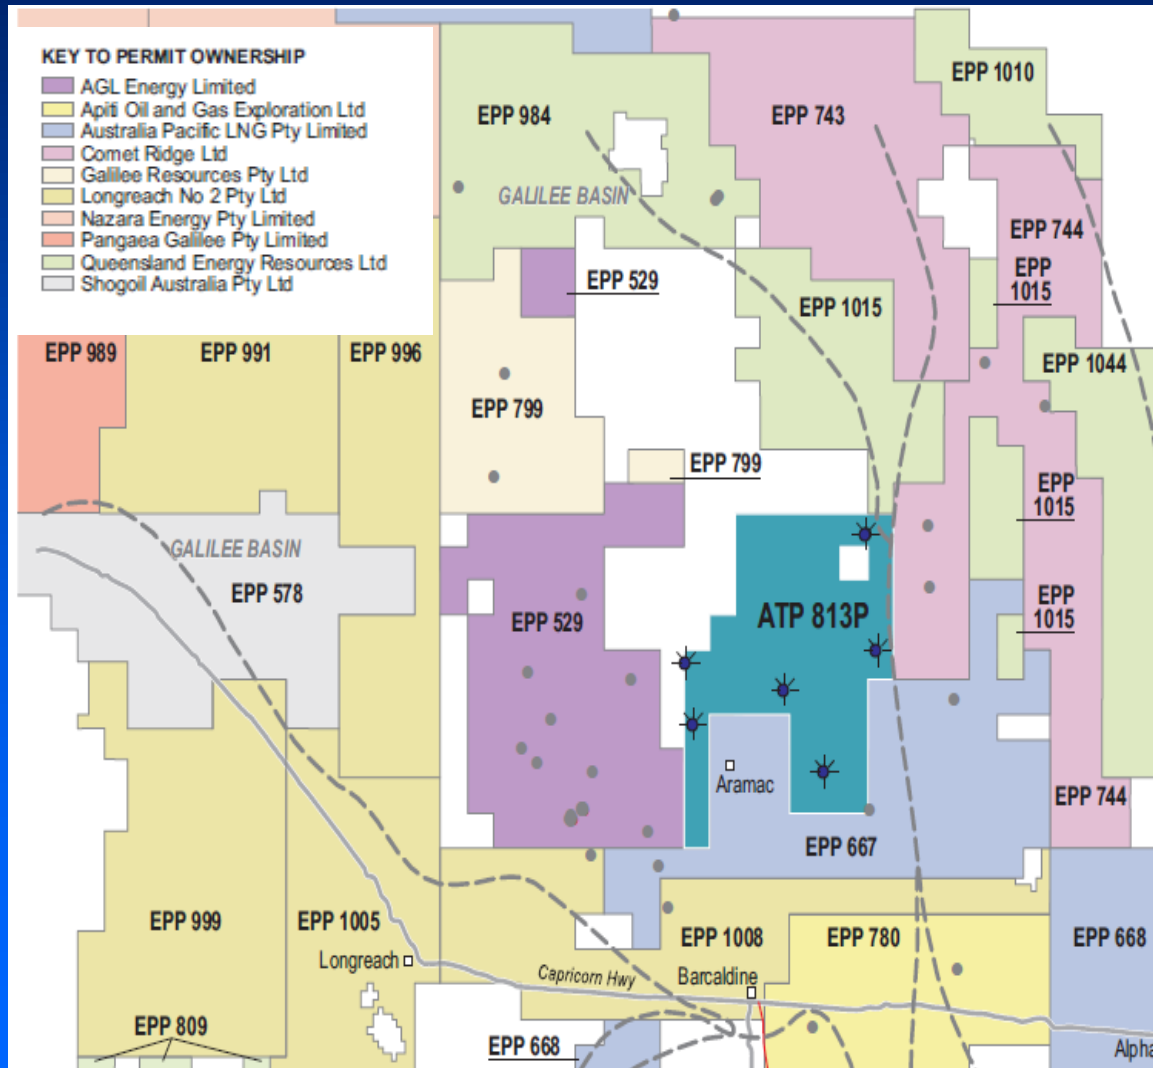 KEY TO PERMIT OWNERSHIP
AGL Energy Limited
Apiti Oil and Gas Exploration Ltd
Australia Pacific LNG Pty Limited
Comet Ridge Ltd
Galilee Resources Pty Ltd
Longreach No 2 Pty Ltd
Nazara Energy Pty Limited
Pangaea Galilee Pty Limited
Queensland Energy Resources Ltd
Shogoil Australia Pty Ltd
EPP 1010
EPP 984
EPP 743
GALILEE BASIN
EPP 744
EPP
1015
EPP 529
EPP 1015
EPP 989
EPP 991
EPP 996
EPP 1044
EPP 799
EPP 799
EPP
1015
GALILEE BASIN
EPP 578
EPP 529
ATP 813P
EPP
1015
Aramac
EPP 744
EPP 667
EPP 999
EPP 1005
EPP 1008
EPP 780
EPP 668
Longreach
Capricorn Hwy
Barcaldine
EPP 809
EPP 668
Alpha